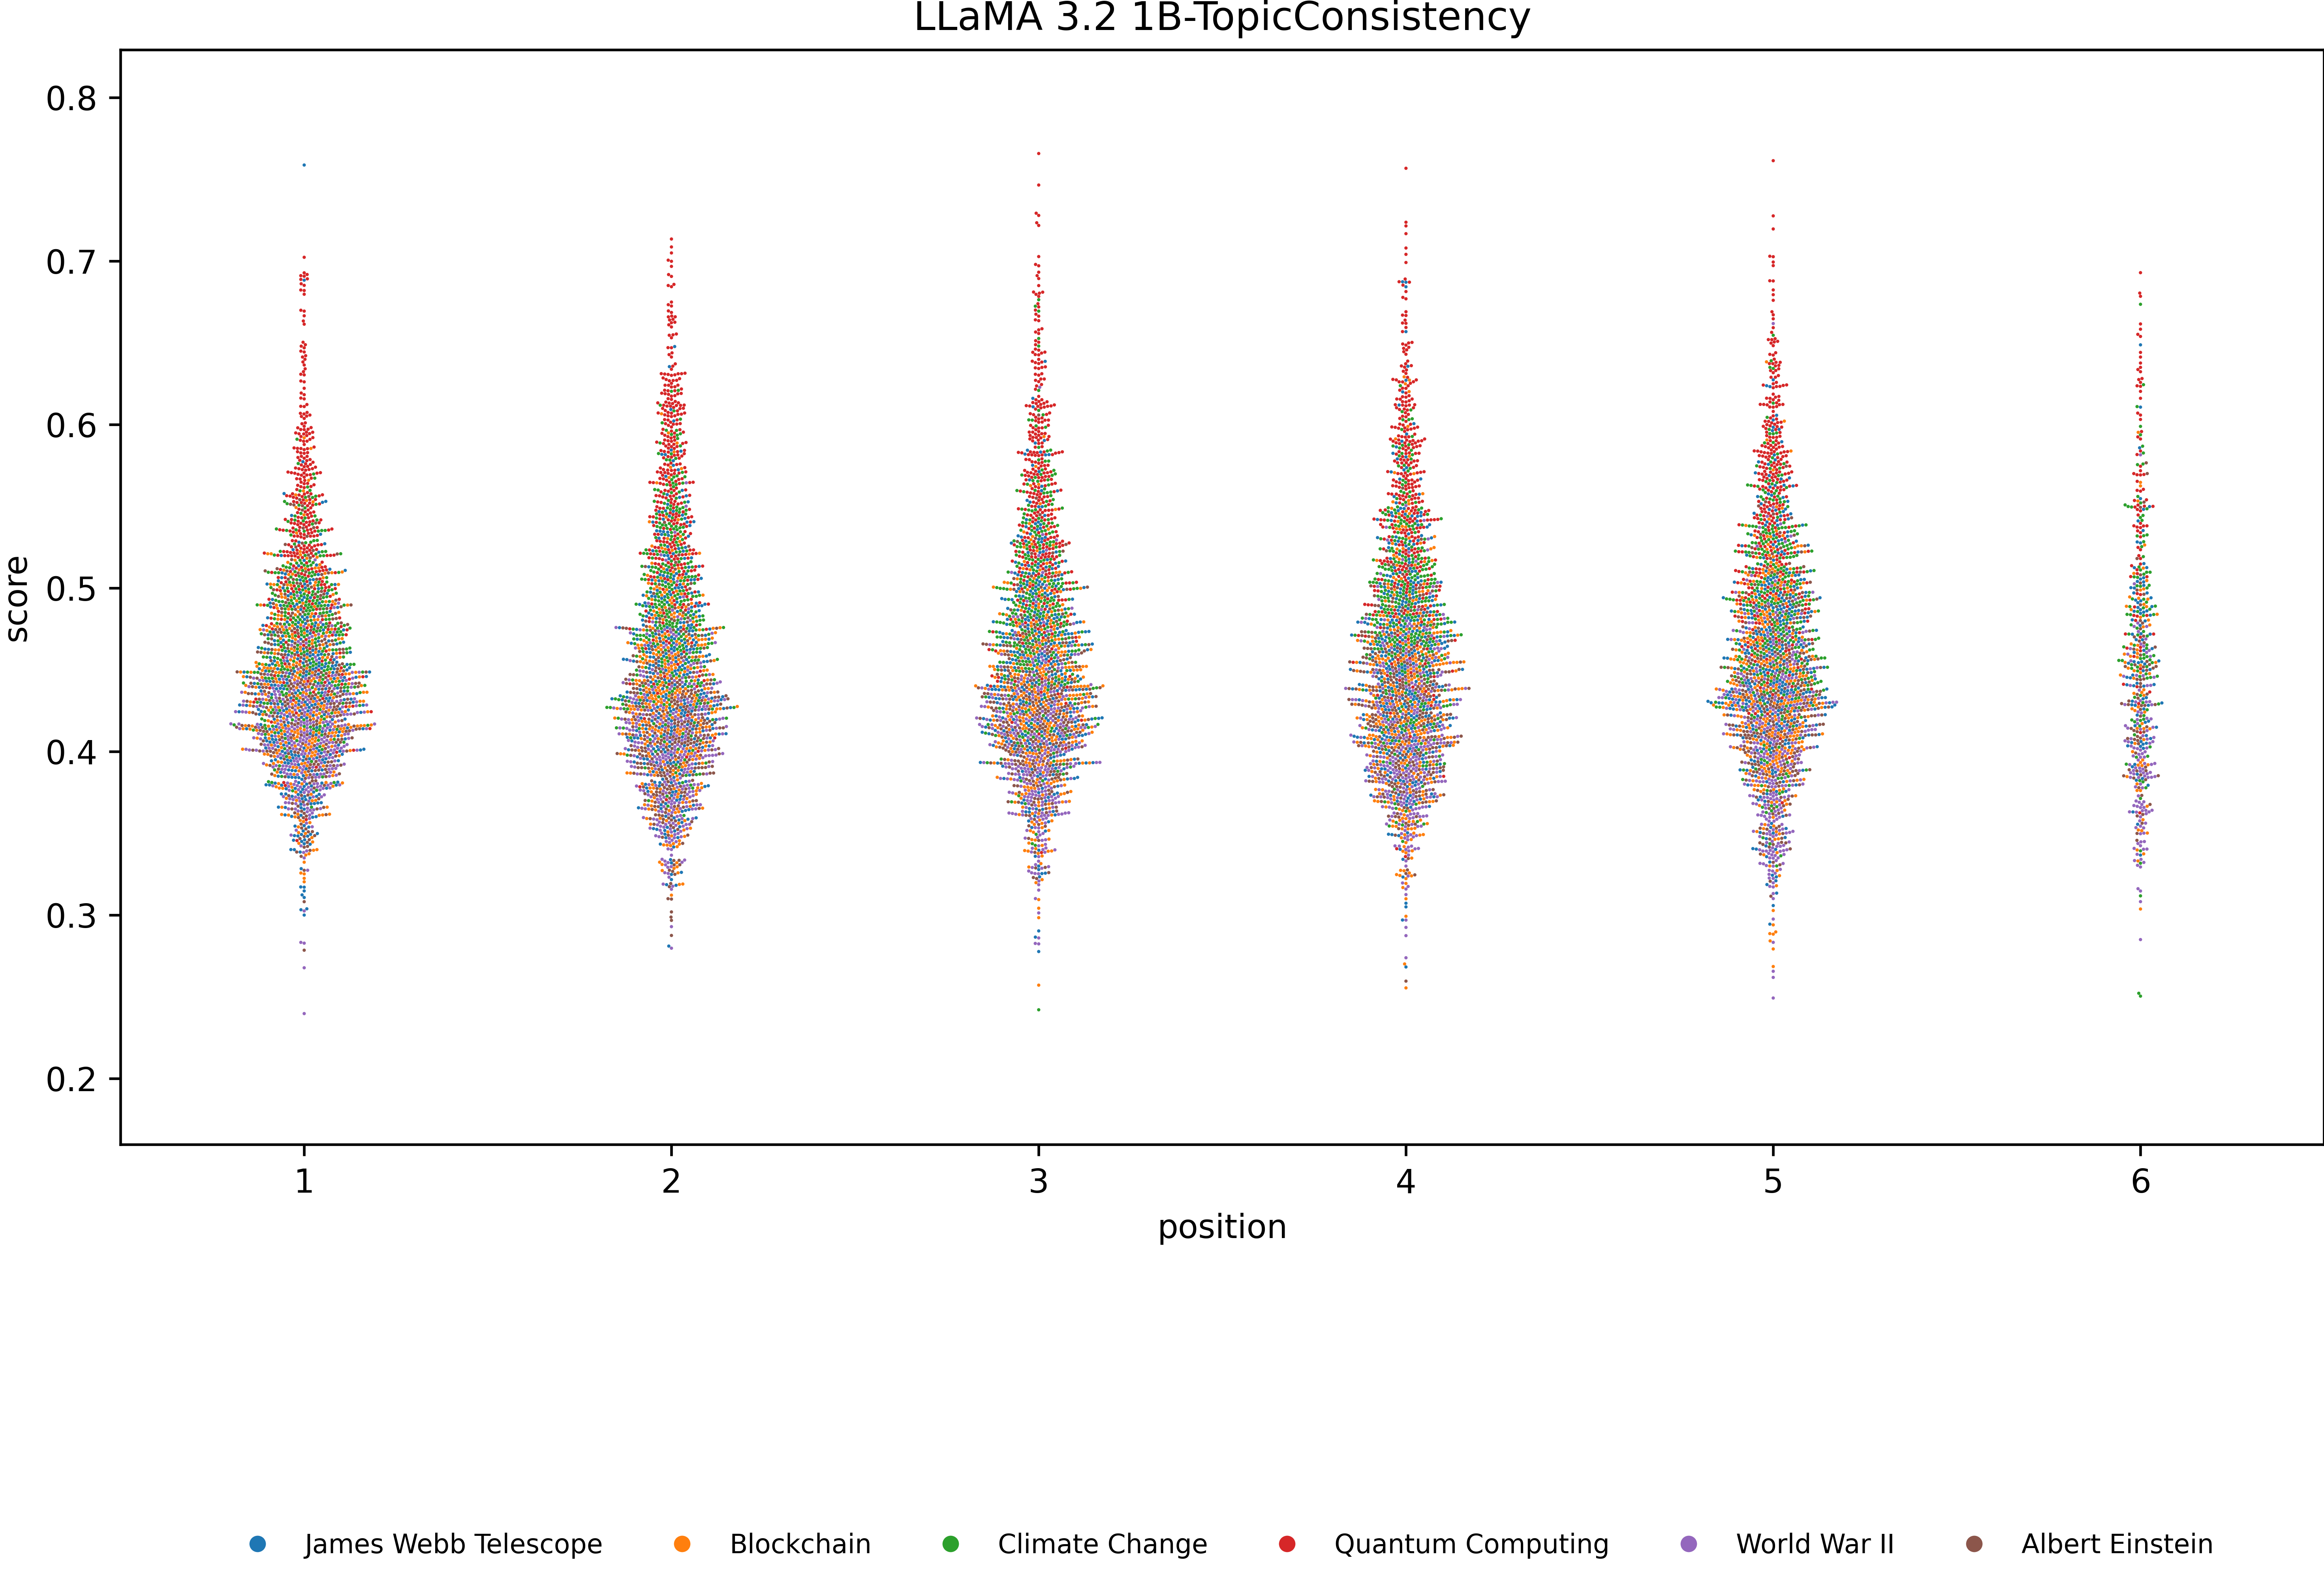 LLaMA 3.2 1B-TopicConsistency
score
0.8
0.7
0.6
0.5
0.4
0.3
0.2
1 2 3 4 5 6
position
James Webb Telescope Blockchain Climate Change Quantum Computing World War II Albert Einstein